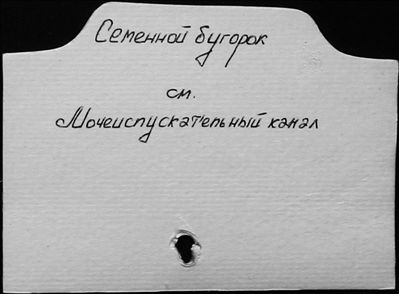 Семенной бугорок
см.
Мочеиспускательный канал